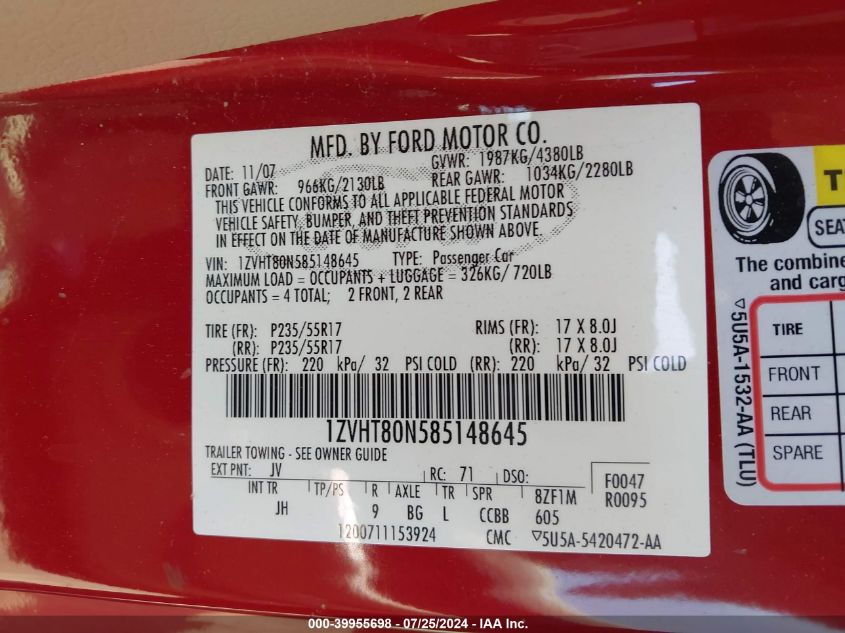 MFD. BY FORD MOTOR CO.
DATE: 11/07 GVWR: 1987KG/4380LB
FRONT GAWR: 966KG/2130LB REAR GAWR: 1034KG/2280LB
THIS VEHICLE CONFORMS TO ALL APPLICABLE FEDERAL MOTOR
VEHICLE SAFETY, BUMPER, AND THEFT PREVENTION STANDARDS
IN EFFECT ON THE DATE OF MANUFACTURE SHOWN ABOVE.
VIN: 1ZVHT80N585148645 TYPE: Passenger Car
MAXIMUM LOAD = OCCUPANTS + LUGGAGE = 326KG/ 720LB
OCCUPANTS = 4 TOTAL; 2 FRONT, 2 REAR
TIRE (FR): P235/55R17 RIMS (FR): 17 X 8.0J
(RR): P235/55R17 (RR): 17 X 8.0J
PRESSURE (FR): 220 kPa/ 32 PSI COLD (RR): 220 kPa/ 32 PSI COLD
1ZVHT80N585148645
TRAILER TOWING - SEE OWNER GUIDE
EXT PNT: JV RC: 71 DSO: F0047
INT TR TP/PS R AXLE TR SPR 8ZF1M R0095
JH 9 BG L CCBB 605
1200711153924 CMC ▽5U5A-5420472-AA
▽5U5A-1532-AA (TLU)
T
SEAT
The combine
and carg
TIRE
FRONT
REAR
SPARE
000-39955698 - 07/25/2024 - IAA Inc.